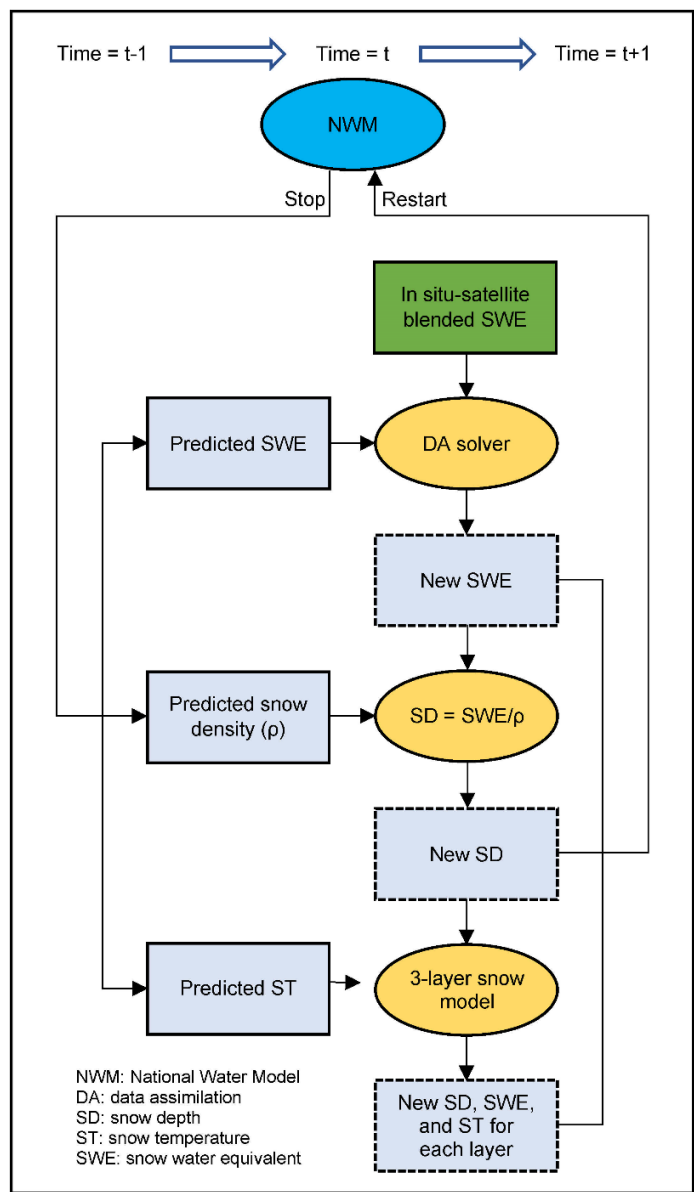 Time = t-1
Time = t
Time = t+1
NWM
Stop
Restart
In situ-satellite
blended SWE
Predicted SWE
DA solver
New SWE
Predicted snow
density (ρ)
SD = SWE/ρ
New SD
Predicted ST
3-layer snow
model
New SD, SWE,
and ST for
each layer
NWM: National Water Model
DA: data assimilation
SD: snow depth
ST: snow temperature
SWE: snow water equivalent